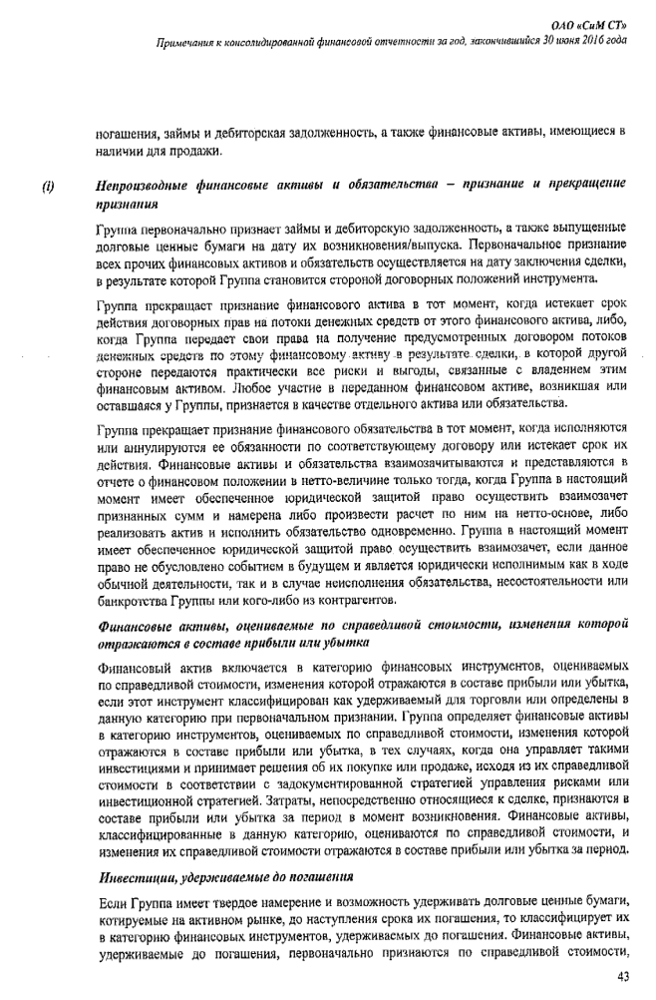 ОАО «СиМ СТ»
Примечания к консолидированной финансовой отчетности за год, закончившийся 30 июня 2016 года
погашения, займы и дебиторская задолженность, а также финансовые активы, имеющиеся в
наличии для продажи.
(i) Непроизводные финансовые активы и обязательства – признание и прекращение
признания
Группа первоначально признает займы и дебиторскую задолженность, а также выпущенные
долговые ценные бумаги на дату их возникновения/выпуска. Первоначальное признание
всех прочих финансовых активов и обязательств осуществляется на дату заключения сделки,
в результате которой Группа становится стороной договорных положений инструмента.
Группа прекращает признание финансового актива в тот момент, когда истекает срок
действия договорных прав на потоки денежных средств от этого финансового актива, либо,
когда Группа передает свои права на получение предусмотренных договором потоков
денежных средств по этому финансовому активу в результате сделки, в которой другой
стороне передаются практически все риски и выгоды, связанные с владением этим
финансовым активом. Любое участие в переданном финансовом активе, возникшая или
оставшаяся у Группы, признается в качестве отдельного актива или обязательства.
Группа прекращает признание финансового обязательства в тот момент, когда исполняются
или аннулируются ее обязанности по соответствующему договору или истекает срок их
действия. Финансовые активы и обязательства взаимозачитываются и представляются в
отчете о финансовом положении в нетто-величине только тогда, когда Группа в настоящий
момент имеет обеспеченное юридической защитой право осуществить взаимозачет
признанных сумм и намерена либо произвести расчет по ним на нетто-основе, либо
реализовать актив и исполнить обязательство одновременно. Группа в настоящий момент
имеет обеспеченное юридической защитой право осуществить взаимозачет, если данное
право не обусловлено событием в будущем и является юридически исполнимым как в ходе
обычной деятельности, так и в случае неисполнения обязательства, несостоятельности или
банкротства Группы или кого-либо из контрагентов.
Финансовые активы, оцениваемые по справедливой стоимости, изменения которой
отражаются в составе прибыли или убытка
Финансовый актив включается в категорию финансовых инструментов, оцениваемых
по справедливой стоимости, изменения которой отражаются в составе прибыли или убытка,
если этот инструмент классифицирован как удерживаемый для торговли или определены в
данную категорию при первоначальном признании. Группа определяет финансовые активы
в категорию инструментов, оцениваемых по справедливой стоимости, изменения которой
отражаются в составе прибыли или убытка, в тех случаях, когда она управляет такими
инвестициями и принимает решения об их покупке или продаже, исходя из их справедливой
стоимости в соответствии с задокументированной стратегией управления рисками или
инвестиционной стратегией. Затраты, непосредственно относящиеся к сделке, признаются в
составе прибыли или убытка за период в момент возникновения. Финансовые активы,
классифицированные в данную категорию, оцениваются по справедливой стоимости, и
изменения их справедливой стоимости отражаются в составе прибыли или убытка за период.
Инвестиции, удерживаемые до погашения
Если Группа имеет твердое намерение и возможность удерживать долговые ценные бумаги,
котируемые на активном рынке, до наступления срока их погашения, то классифицирует их
в категорию финансовых инструментов, удерживаемых до погашения. Финансовые активы,
удерживаемые до погашения, первоначально признаются по справедливой стоимости,
43